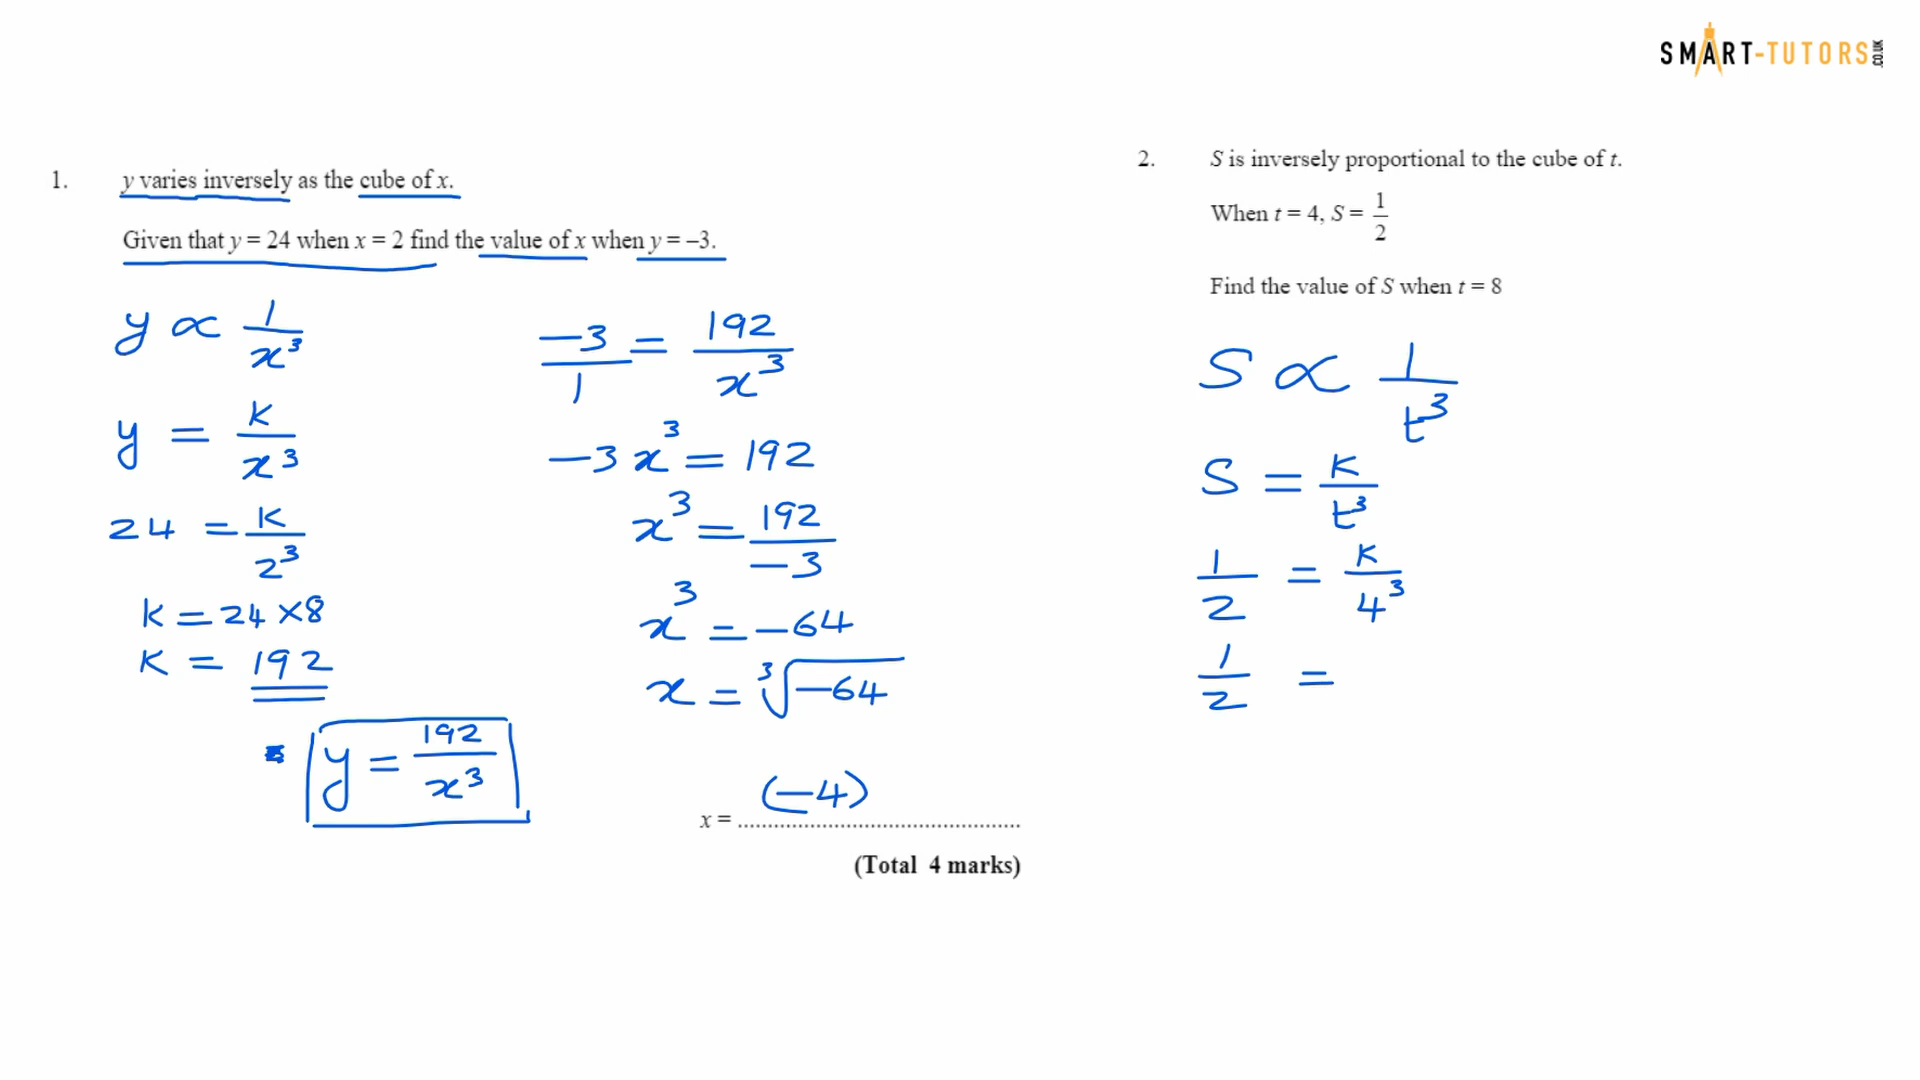 SMART-TUTORS.CO.UK
1. y varies inversely as the cube of x.
Given that y = 24 when x = 2 find the value of x when y = –3.
y ∝ 1/x³
y = k/x³
24 = k/2³
k = 24 × 8
k = 192
y = 192/x³
–3/1 = 192/x³
–3x³ = 192
x³ = 192/–3
x³ = –64
x = ∛–64
(–4)
x = ................................................
(Total 4 marks)
2. S is inversely proportional to the cube of t.
When t = 4, S = 1/2
Find the value of S when t = 8
S ∝ 1/t³
S = k/t³
1/2 = k/4³
1/2 =